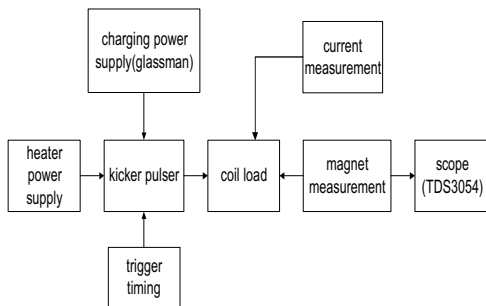 charging power
supply(glassman)
current
measurement
heater
power
supply
kicker pulser
coil load
magnet
measurement
scope
(TDS3054)
trigger
timing